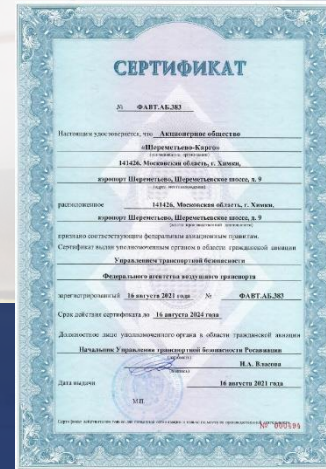 СЕРТИФИКАТ
№ ФАВТ.АБ.383
Настоящим удостоверяется, что Акционерное общество
«Шереметьево-Карго»
141426, Московская область, г. Химки,
аэропорт Шереметьево, Шереметьевское шоссе, д. 9
расположенное 141426, Московская область, г. Химки,
аэропорт Шереметьево, Шереметьевское шоссе, д. 9
признано соответствующим федеральным авиационным правилам.
Сертификат выдан уполномоченным органом в области гражданской авиации
Управлением транспортной безопасности
Федерального агентства воздушного транспорта
зарегистрированный 16 августа 2021 года № ФАВТ.АБ.383
Срок действия сертификата до 16 августа 2024 года
Должностное лицо уполномоченного органа в области гражданской авиации
Начальник Управления транспортной безопасности Росавиации
Н.А. Власова
Дата выдачи 16 августа 2021 года
М.П.